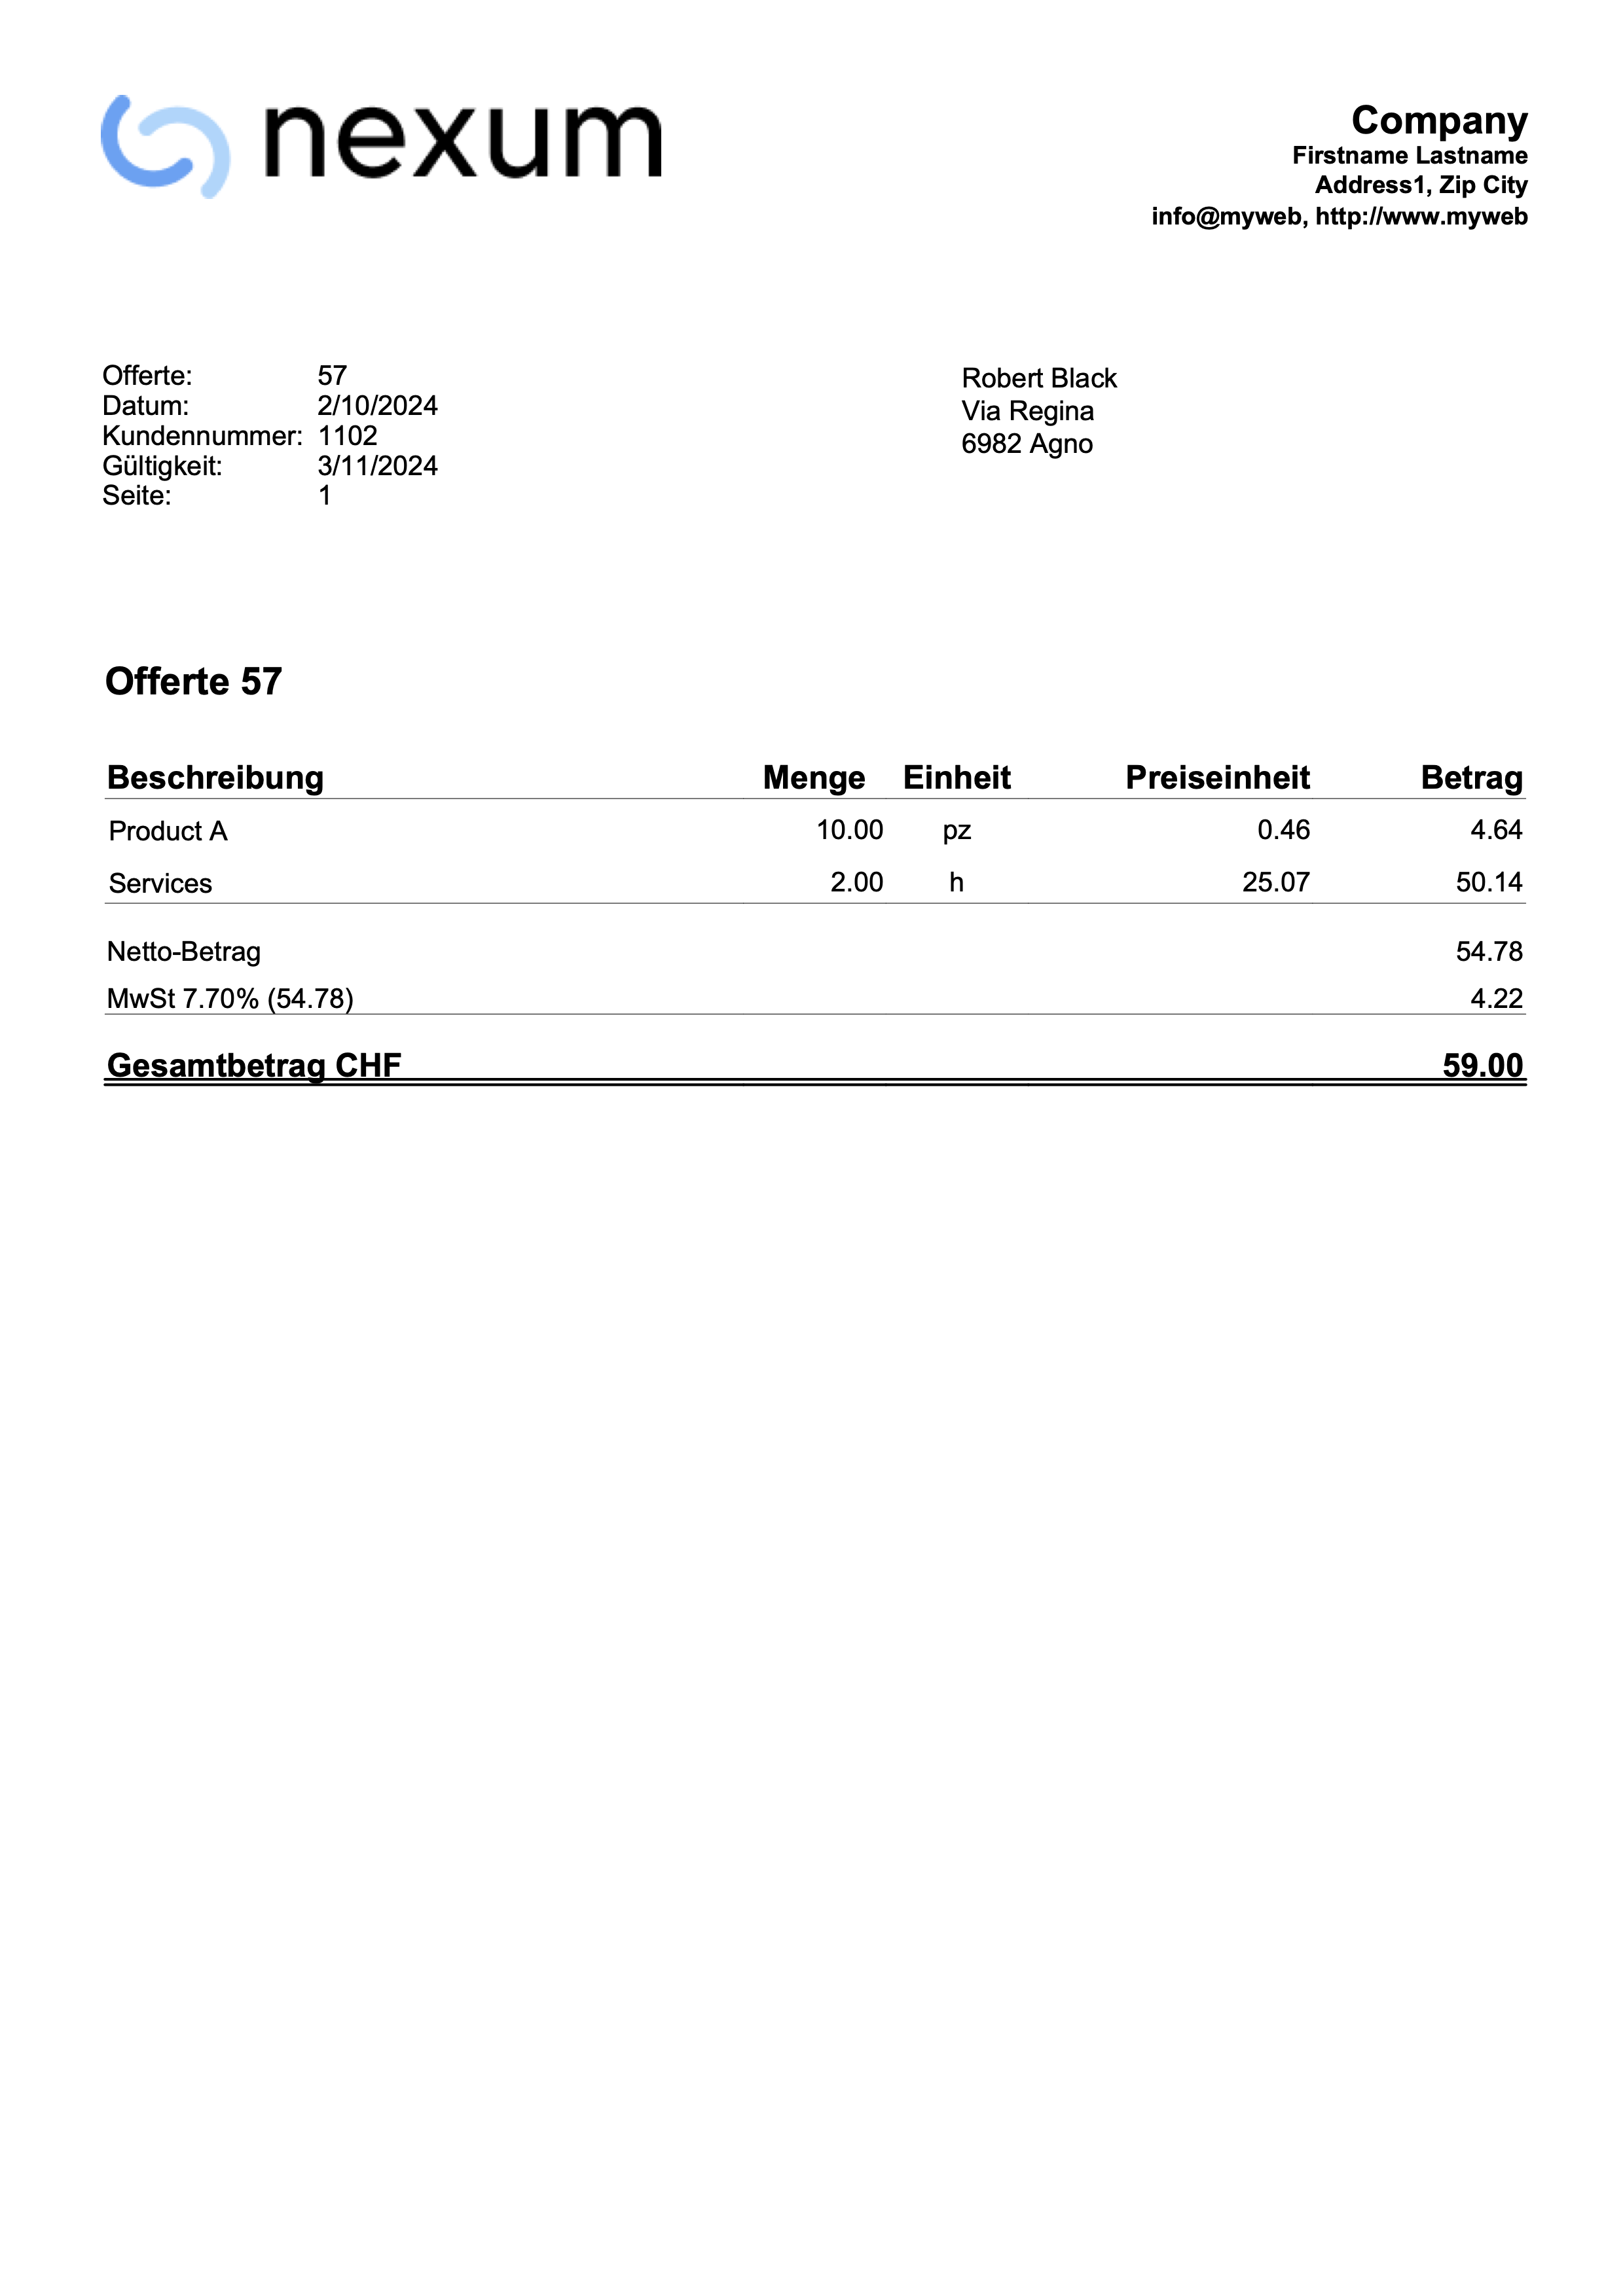 nexum
Company
Firstname Lastname
Address1, Zip City
info@myweb, http://www.myweb
Offerte: 57
Datum: 2/10/2024
Kundennummer: 1102
Gültigkeit: 3/11/2024
Seite: 1
Robert Black
Via Regina
6982 Agno
Offerte 57
Beschreibung Menge Einheit Preiseinheit Betrag
Product A 10.00 pz 0.46 4.64
Services 2.00 h 25.07 50.14
Netto-Betrag 54.78
MwSt 7.70% (54.78) 4.22
Gesamtbetrag CHF 59.00